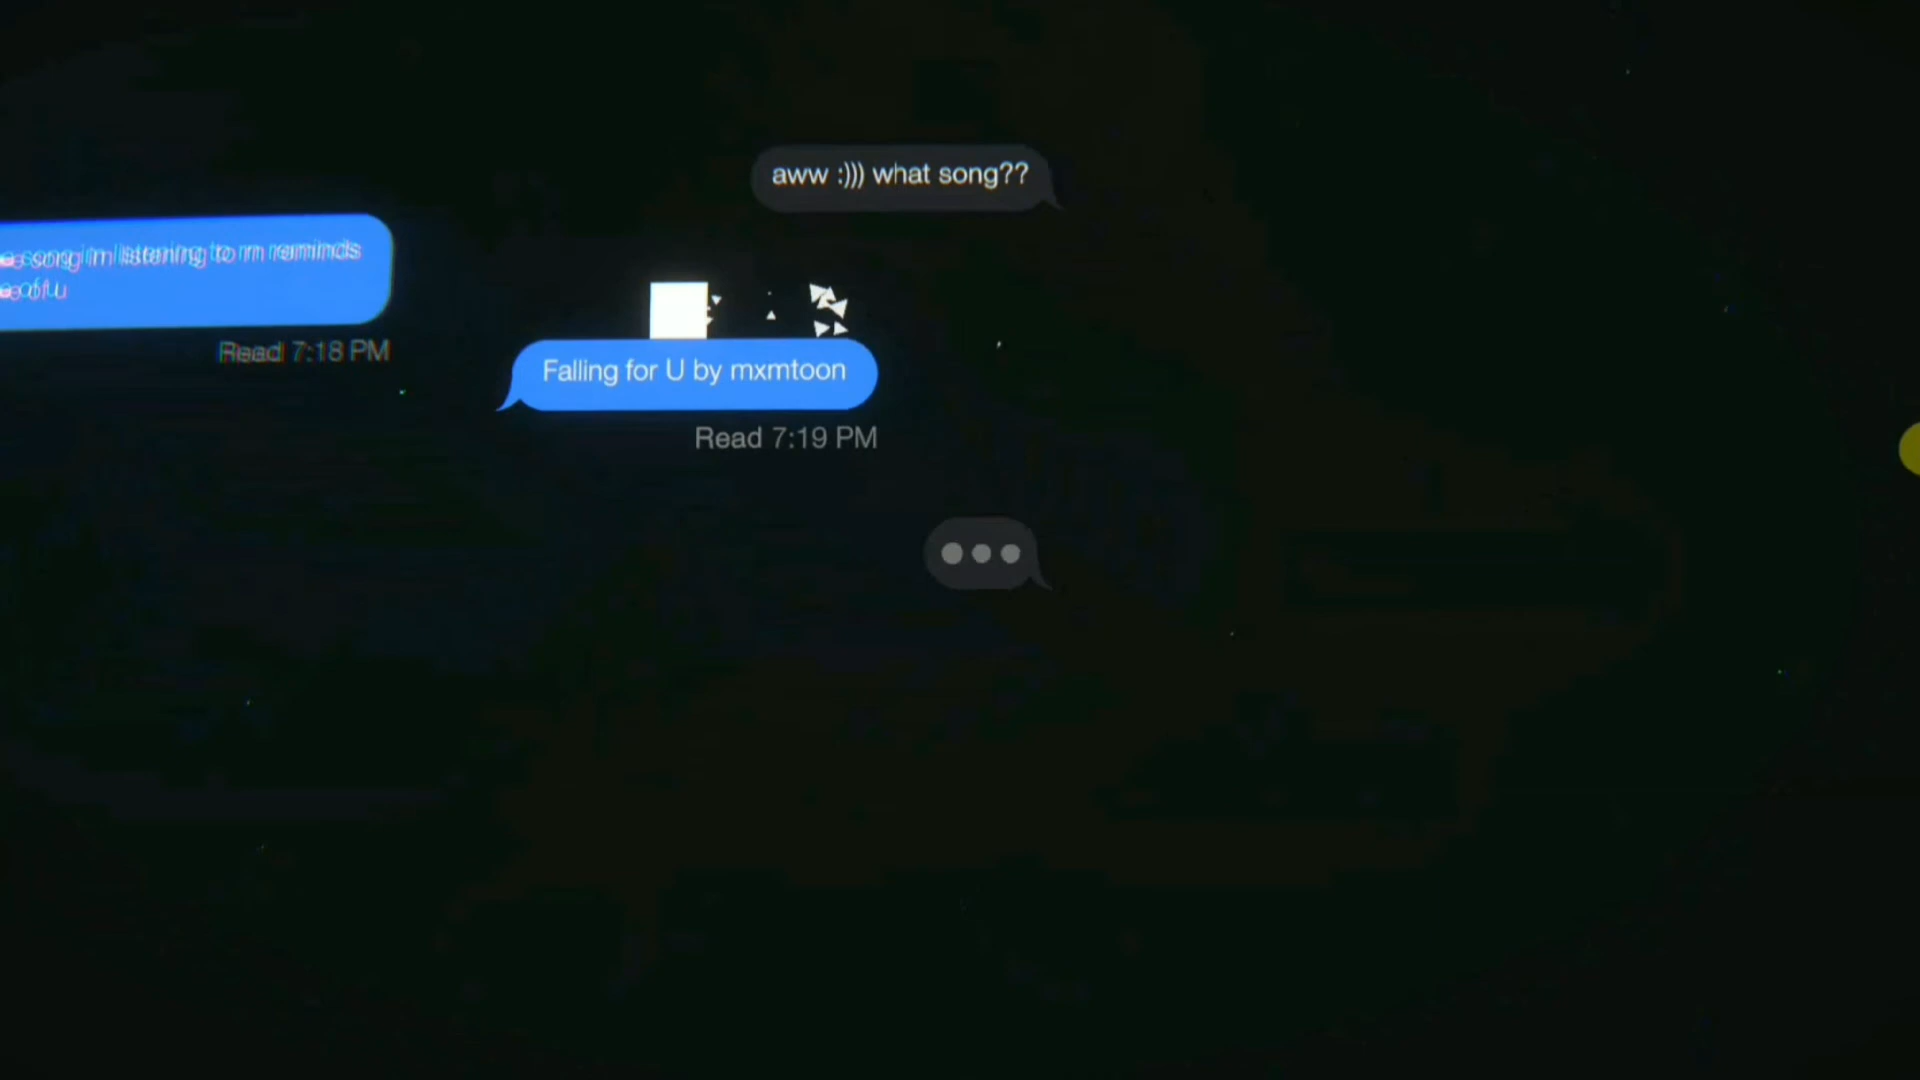 aww :))) what song??
song im listening to rn reminds
of u
Read 7:18 PM
Falling for U by mxmtoon
Read 7:19 PM